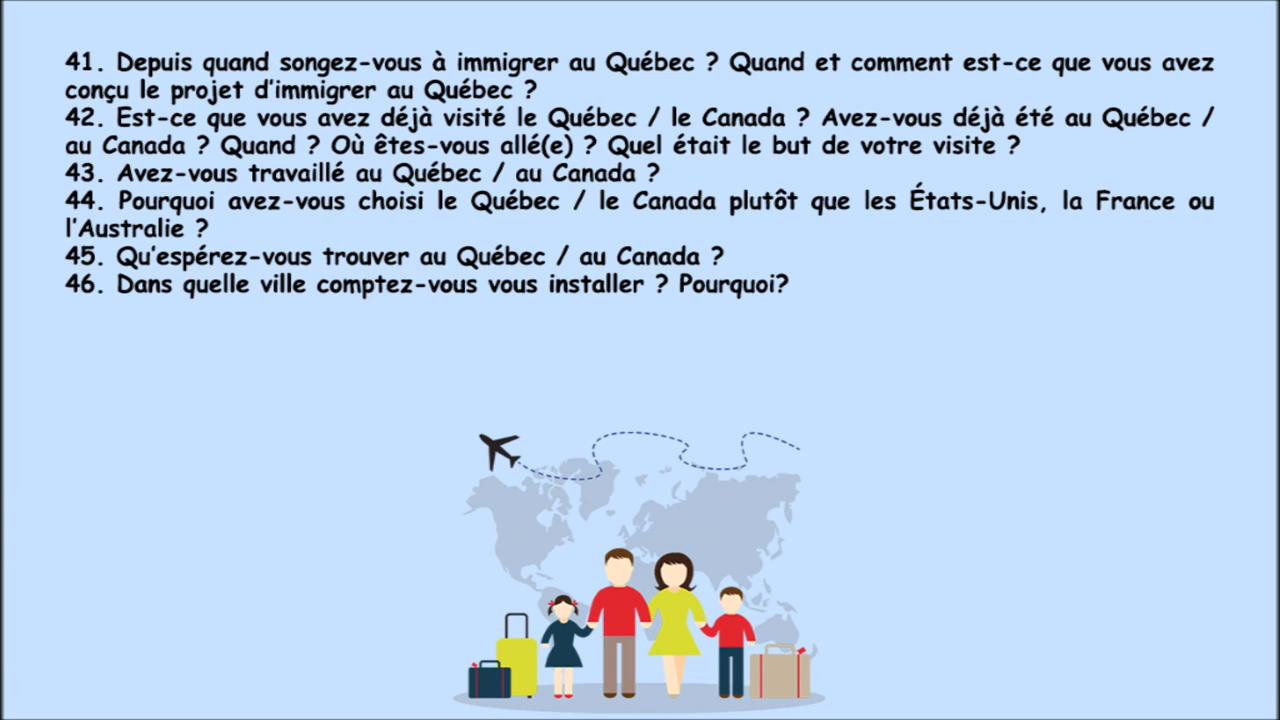 41. Depuis quand songez-vous à immigrer au Québec ? Quand et comment est-ce que vous avez
conçu le projet d'immigrer au Québec ?
42. Est-ce que vous avez déjà visité le Québec / le Canada ? Avez-vous déjà été au Québec /
au Canada ? Quand ? Où êtes-vous allé(e) ? Quel était le but de votre visite ?
43. Avez-vous travaillé au Québec / au Canada ?
44. Pourquoi avez-vous choisi le Québec / le Canada plutôt que les États-Unis, la France ou
l'Australie ?
45. Qu'espérez-vous trouver au Québec / au Canada ?
46. Dans quelle ville comptez-vous vous installer ? Pourquoi?